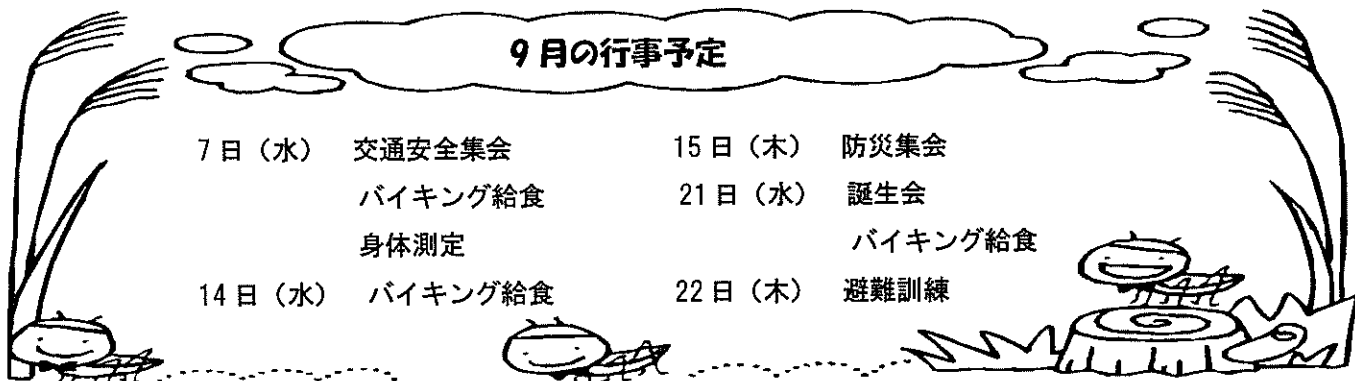 9月の行事予定
7日（水） 交通安全集会
バイキング給食
身体測定
14日（水） バイキング給食
15日（木） 防災集会
21日（水） 誕生会
バイキング給食
22日（木） 避難訓練